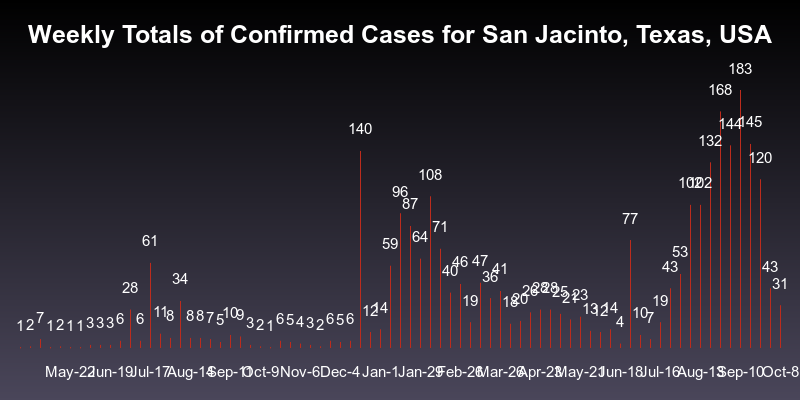 Weekly Totals of Confirmed Cases for San Jacinto, Texas, USA
1 2 7 1 2 1 1 3 3 3 6 28 6 61 11 8 34 8 8 7 5 10 9 3 2 1 6 5 4 3 2 6 5 6 140 12 14 59 96 87 64 108 71 40 46 19 47 36 41 18 20 26 28 28 25 21 23 13 12 14 4 77 10 7 19 43 53 102 102 132 168 144 183 145 120 43 31
May-22 Jun-19 Jul-17 Aug-14 Sep-11 Oct-9 Nov-6 Dec-4 Jan-1 Jan-29 Feb-26 Mar-26 Apr-23 May-21 Jun-18 Jul-16 Aug-13 Sep-10 Oct-8